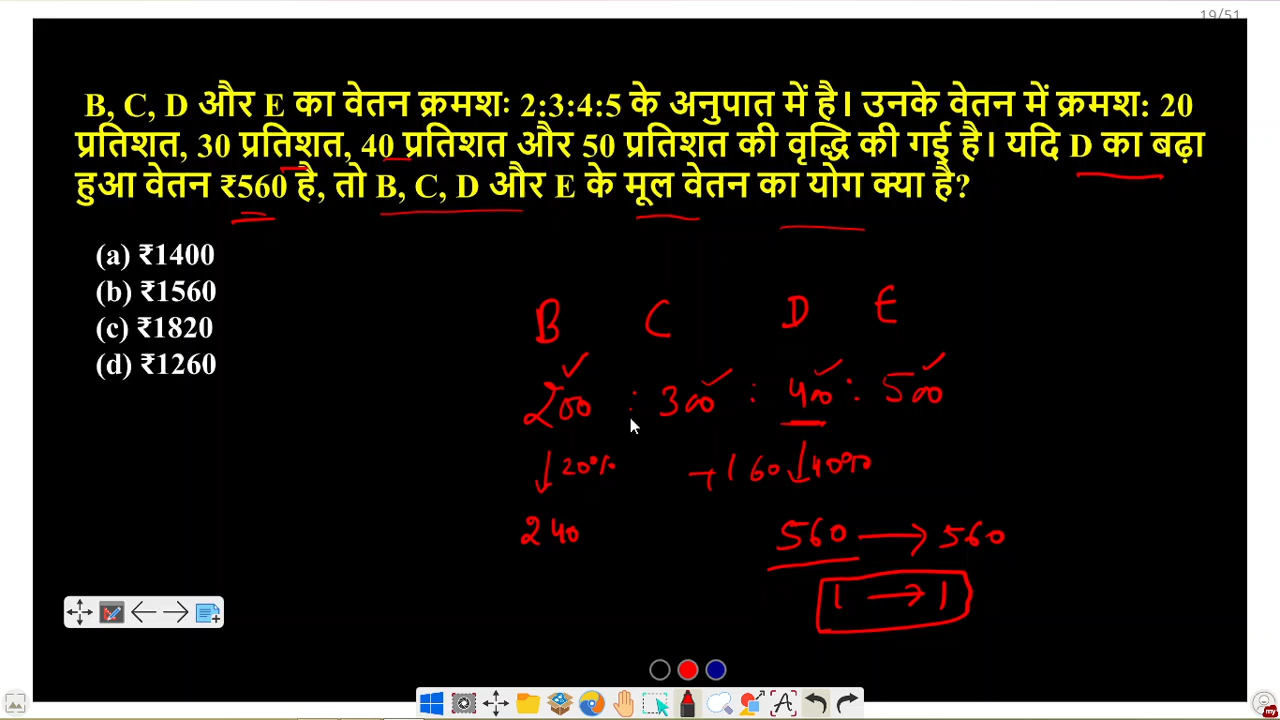 19/51
B, C, D और E का वेतन क्रमशः 2:3:4:5 के अनुपात में है। उनके वेतन में क्रमश: 20
प्रतिशत, 30 प्रतिशत, 40 प्रतिशत और 50 प्रतिशत की वृद्धि की गई है। यदि D का बढ़ा
हुआ वेतन ₹560 है, तो B, C, D और E के मूल वेतन का योग क्या है?
(a) ₹1400
(b) ₹1560
(c) ₹1820
(d) ₹1260
B C D E
200 : 300 : 400 : 500
↓20% +160 ↓40%
240 560 → 560
1 → 1